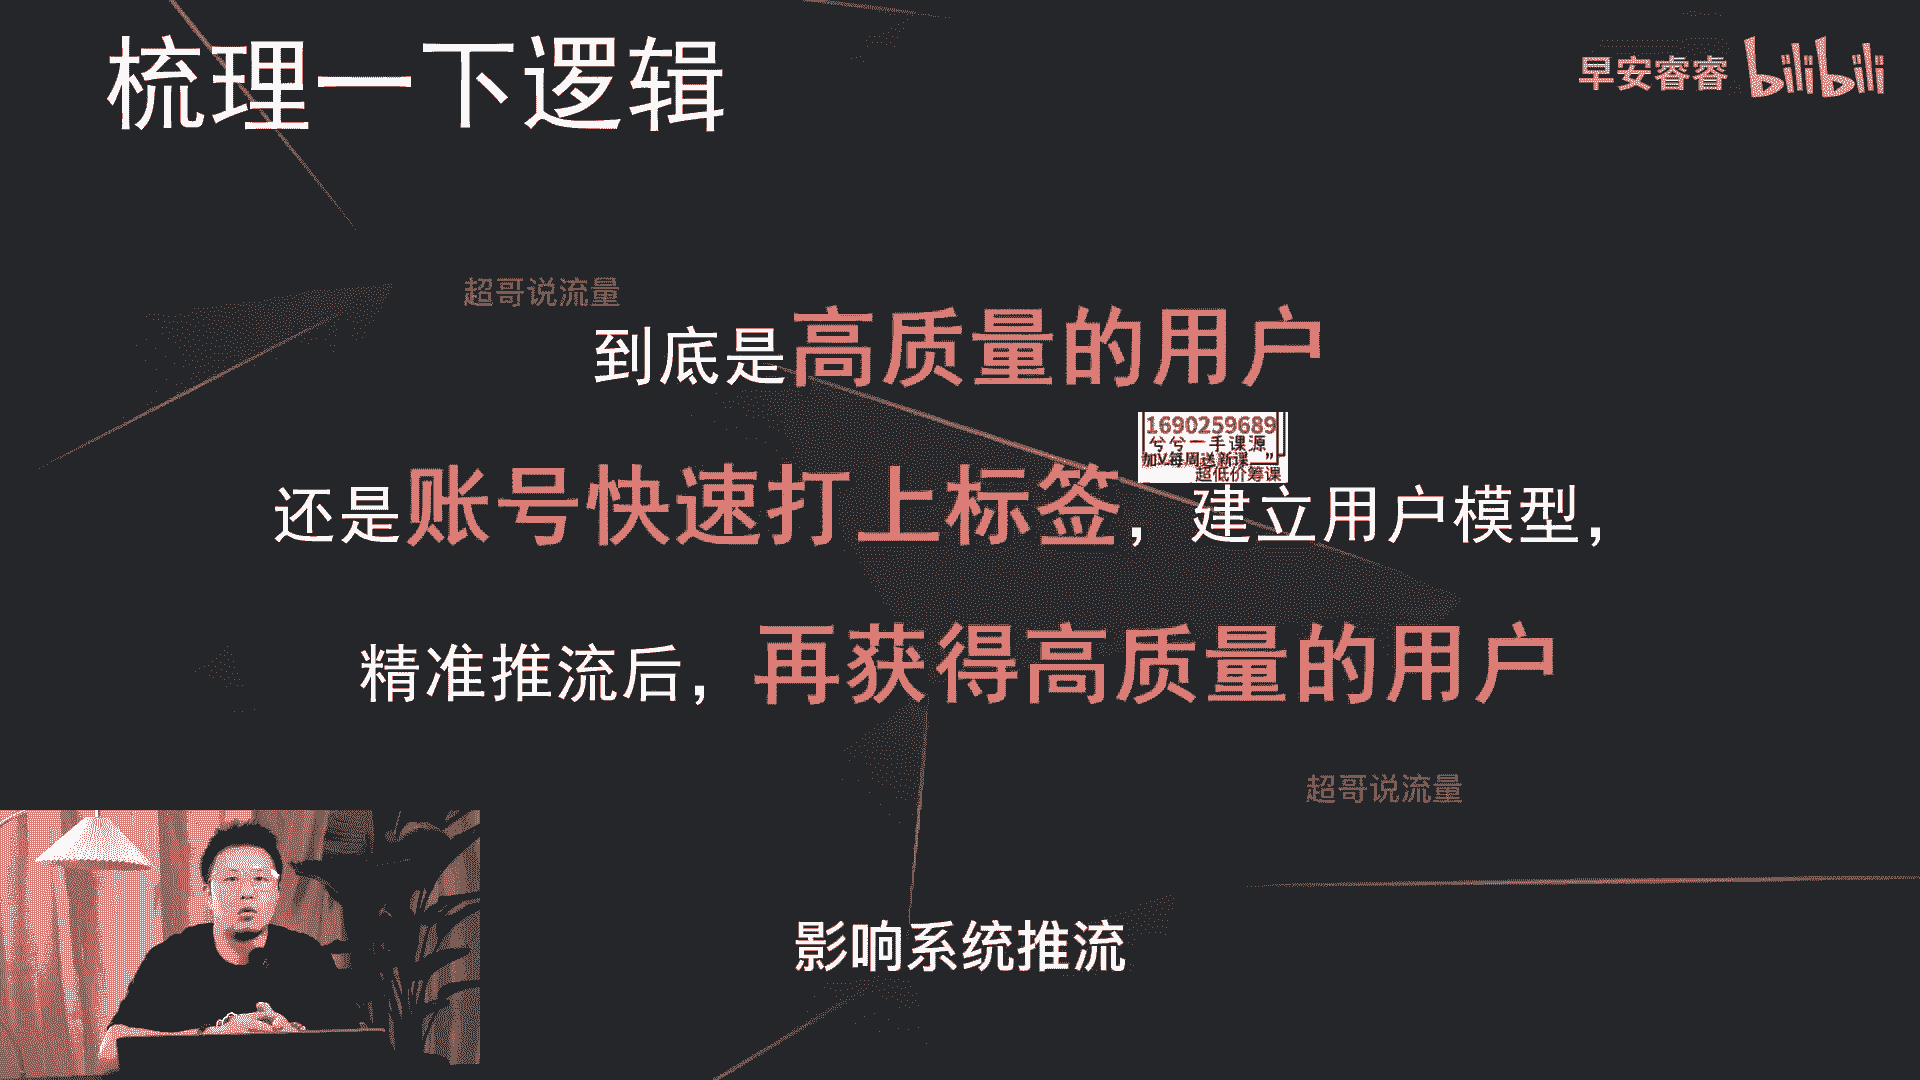 梳理一下逻辑
早安睿睿 bilibili
超哥说流量
到底是高质量的用户
1690259689
兮兮一手课源
加V每周送新课
超低价筹课
还是账号快速打上标签，建立用户模型，
精准推流后，再获得高质量的用户
超哥说流量
影响系统推流